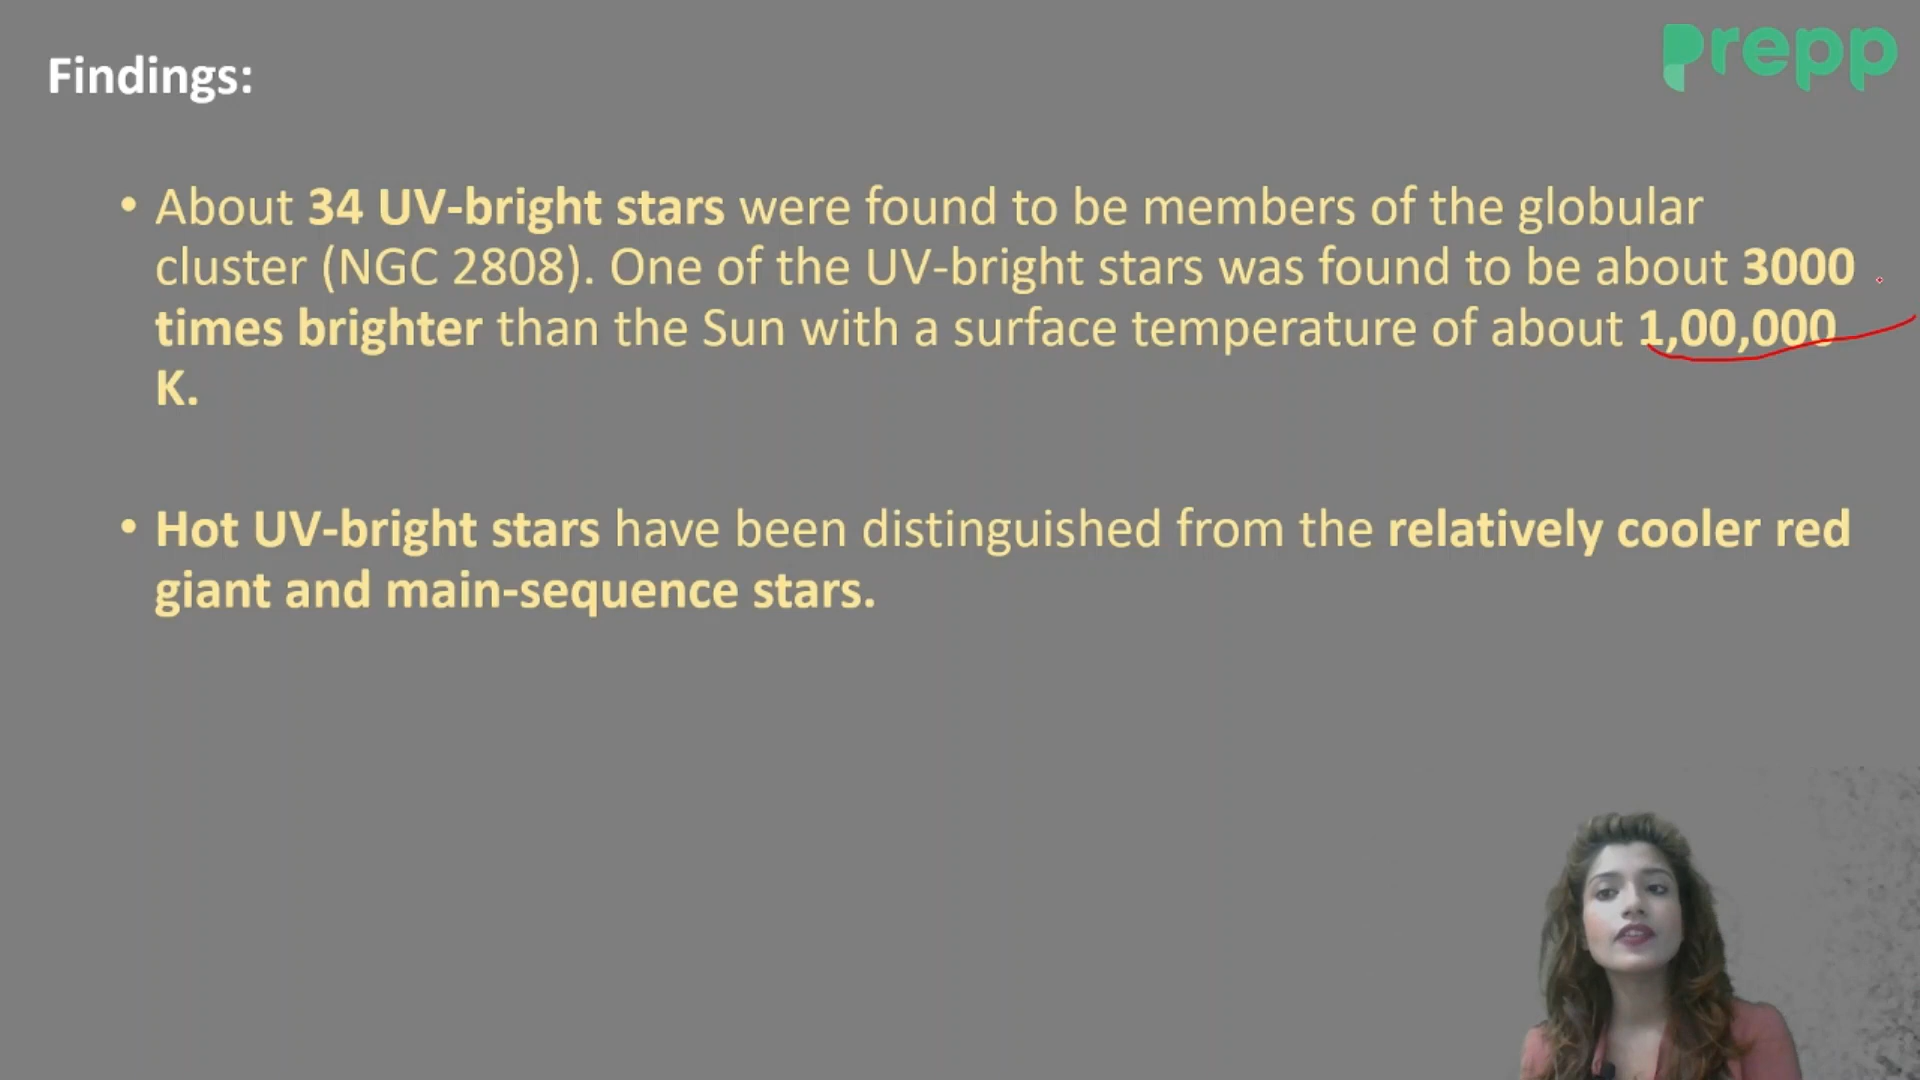 prepp
Findings:
• About 34 UV-bright stars were found to be members of the globular
cluster (NGC 2808). One of the UV-bright stars was found to be about 3000
times brighter than the Sun with a surface temperature of about 1,00,000
K.
• Hot UV-bright stars have been distinguished from the relatively cooler red
giant and main-sequence stars.